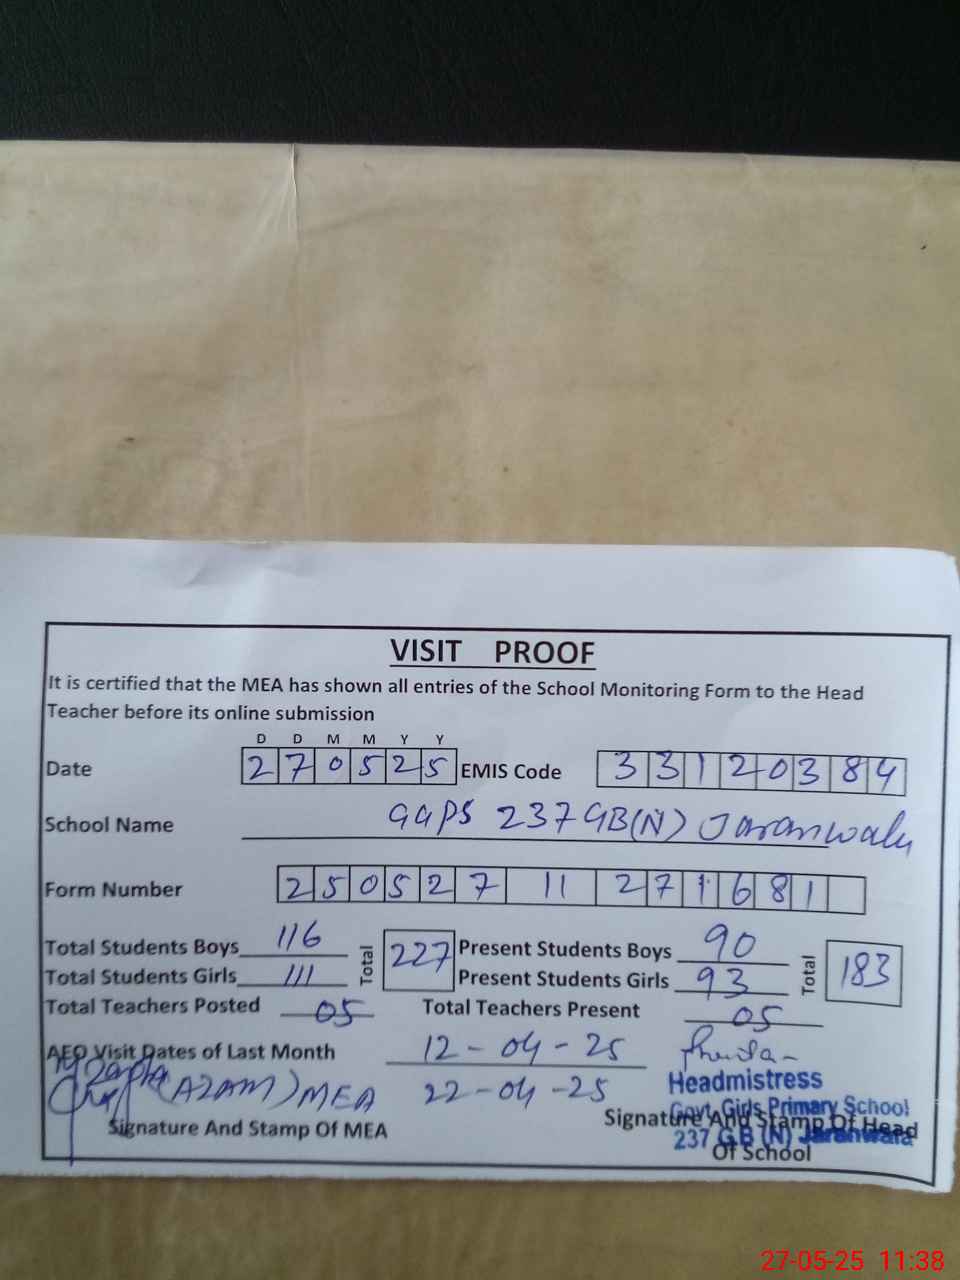 VISIT PROOF
It is certified that the MEA has shown all entries of the School Monitoring Form to the Head
Teacher before its online submission
D D M M Y Y
Date 2 7 0 5 2 5 EMIS Code 3 3 1 2 0 3 8 4
School Name GGPS 237 GB(N) Jaranwala
Form Number 2 5 0 5 2 7 11 2 7 1 6 8 1
Total Students Boys 116 Total 227 Present Students Boys 90 Total 183
Total Students Girls 111 Present Students Girls 93
Total Teachers Posted 05 Total Teachers Present 05
AEO Visit Dates of Last Month 12-04-25
22-04-25
(AZAM) MEA
Signature And Stamp Of MEA
Headmistress
Govt. Girls Primary School
237 G.B (N) Jaranwala
Signature And Stamp Of Head
Of School
27-05-25 11:38